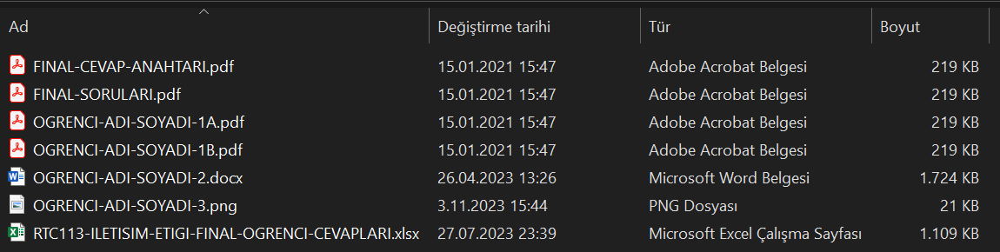 Ad Değiştirme tarihi Tür Boyut
FINAL-CEVAP-ANAHTARI.pdf 15.01.2021 15:47 Adobe Acrobat Belgesi 219 KB
FINAL-SORULARI.pdf 15.01.2021 15:47 Adobe Acrobat Belgesi 219 KB
OGRENCI-ADI-SOYADI-1A.pdf 15.01.2021 15:47 Adobe Acrobat Belgesi 219 KB
OGRENCI-ADI-SOYADI-1B.pdf 15.01.2021 15:47 Adobe Acrobat Belgesi 219 KB
OGRENCI-ADI-SOYADI-2.docx 26.04.2023 13:26 Microsoft Word Belgesi 1.724 KB
OGRENCI-ADI-SOYADI-3.png 3.11.2023 15:44 PNG Dosyası 21 KB
RTC113-ILETISIM-ETIGI-FINAL-OGRENCI-CEVAPLARI.xlsx 27.07.2023 23:39 Microsoft Excel Çalışma Sayfası 1.109 KB